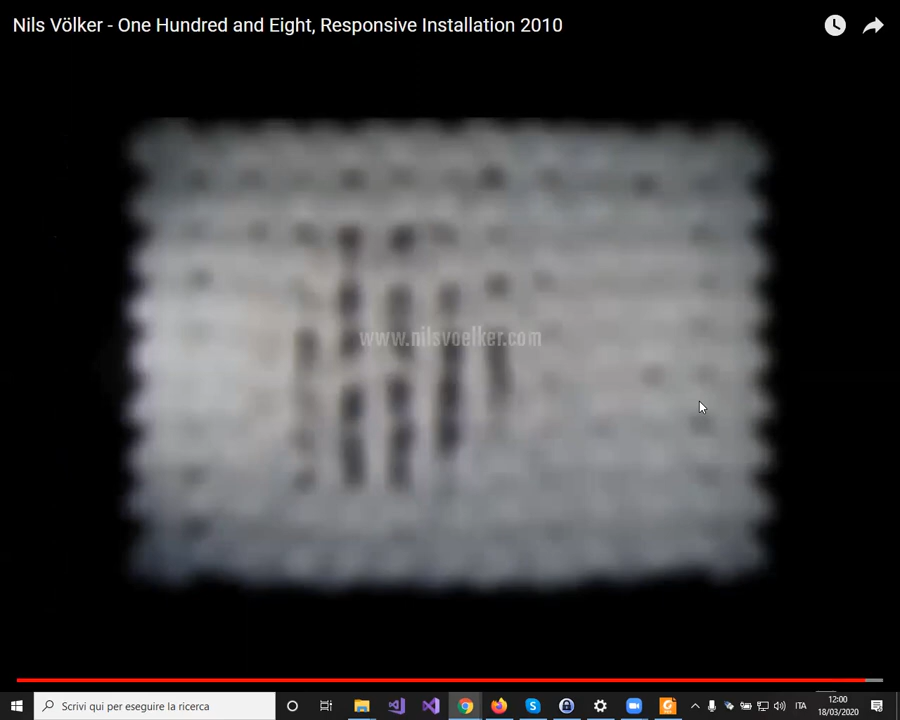 Nils Völker - One Hundred and Eight, Responsive Installation 2010
www.nilsvoelker.com
Scrivi qui per eseguire la ricerca
ITA
12:00
18/03/2020